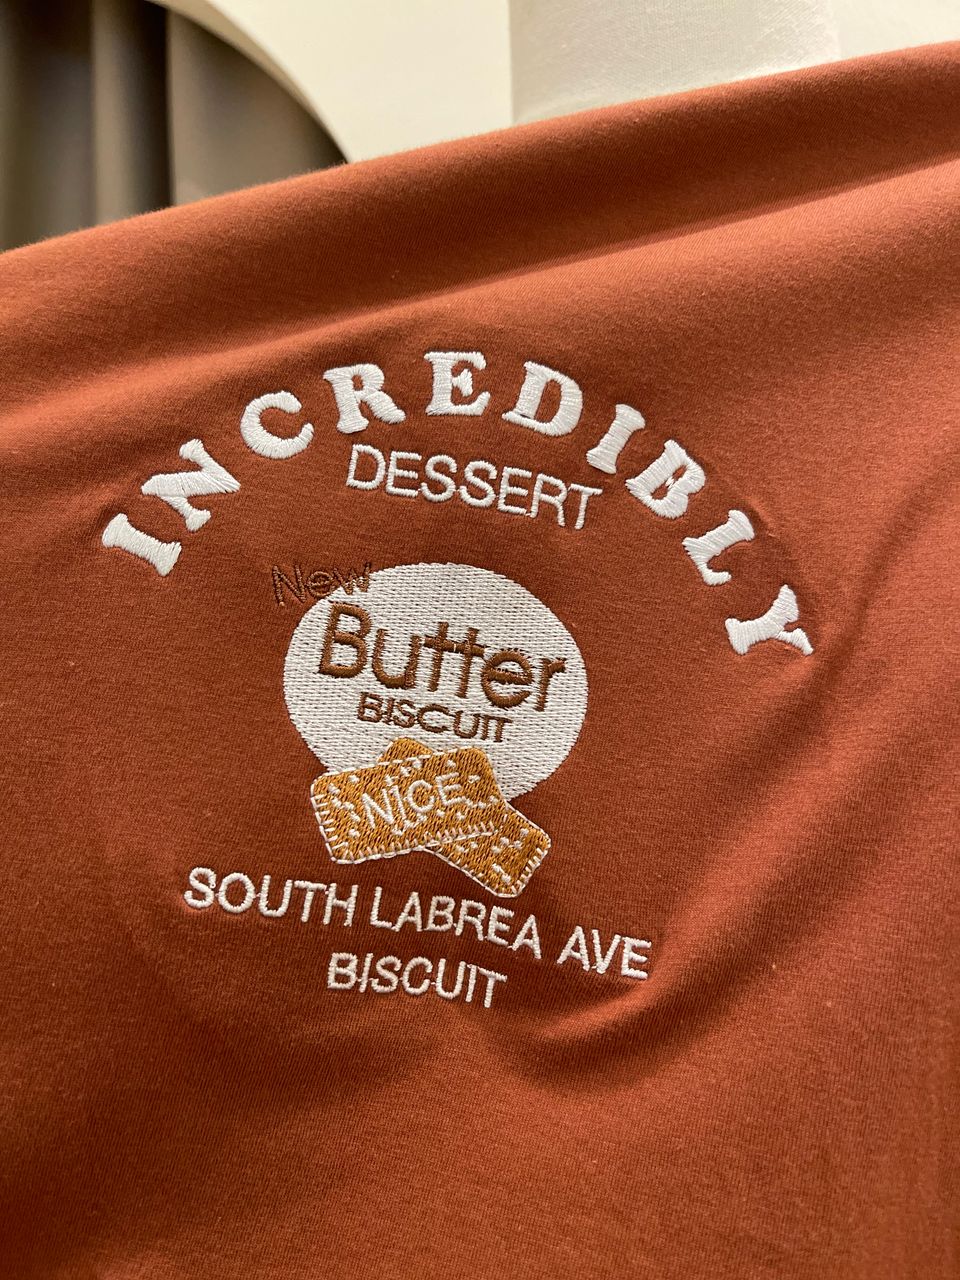 INCREDIBLY
DESSERT
New
Butter
BISCUIT
NICE
SOUTH LABREA AVE
BISCUIT